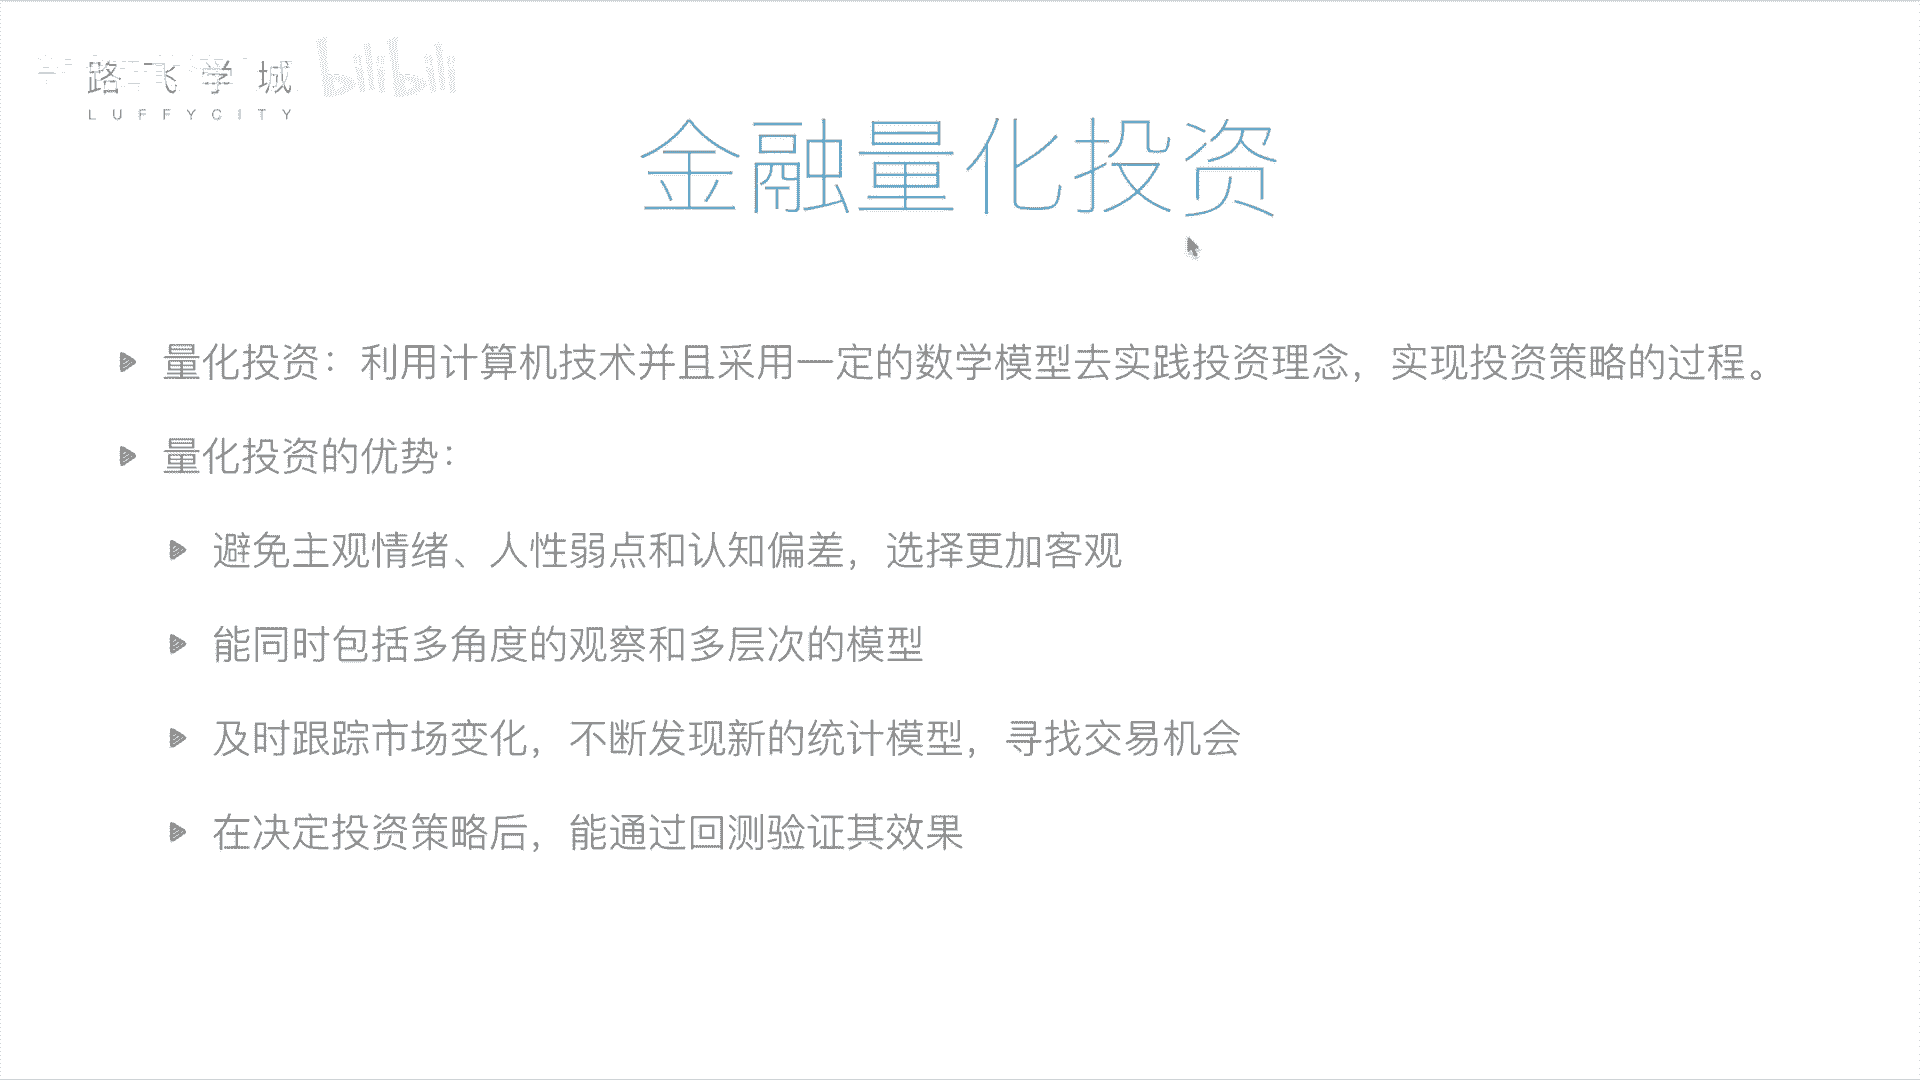 路飞学城
bilibili
LUFFYCITY
金融量化投资
量化投资：利用计算机技术并且采用一定的数学模型去实践投资理念，实现投资策略的过程。
量化投资的优势：
避免主观情绪、人性弱点和认知偏差，选择更加客观
能同时包括多角度的观察和多层次的模型
及时跟踪市场变化，不断发现新的统计模型，寻找交易机会
在决定投资策略后，能通过回测验证其效果